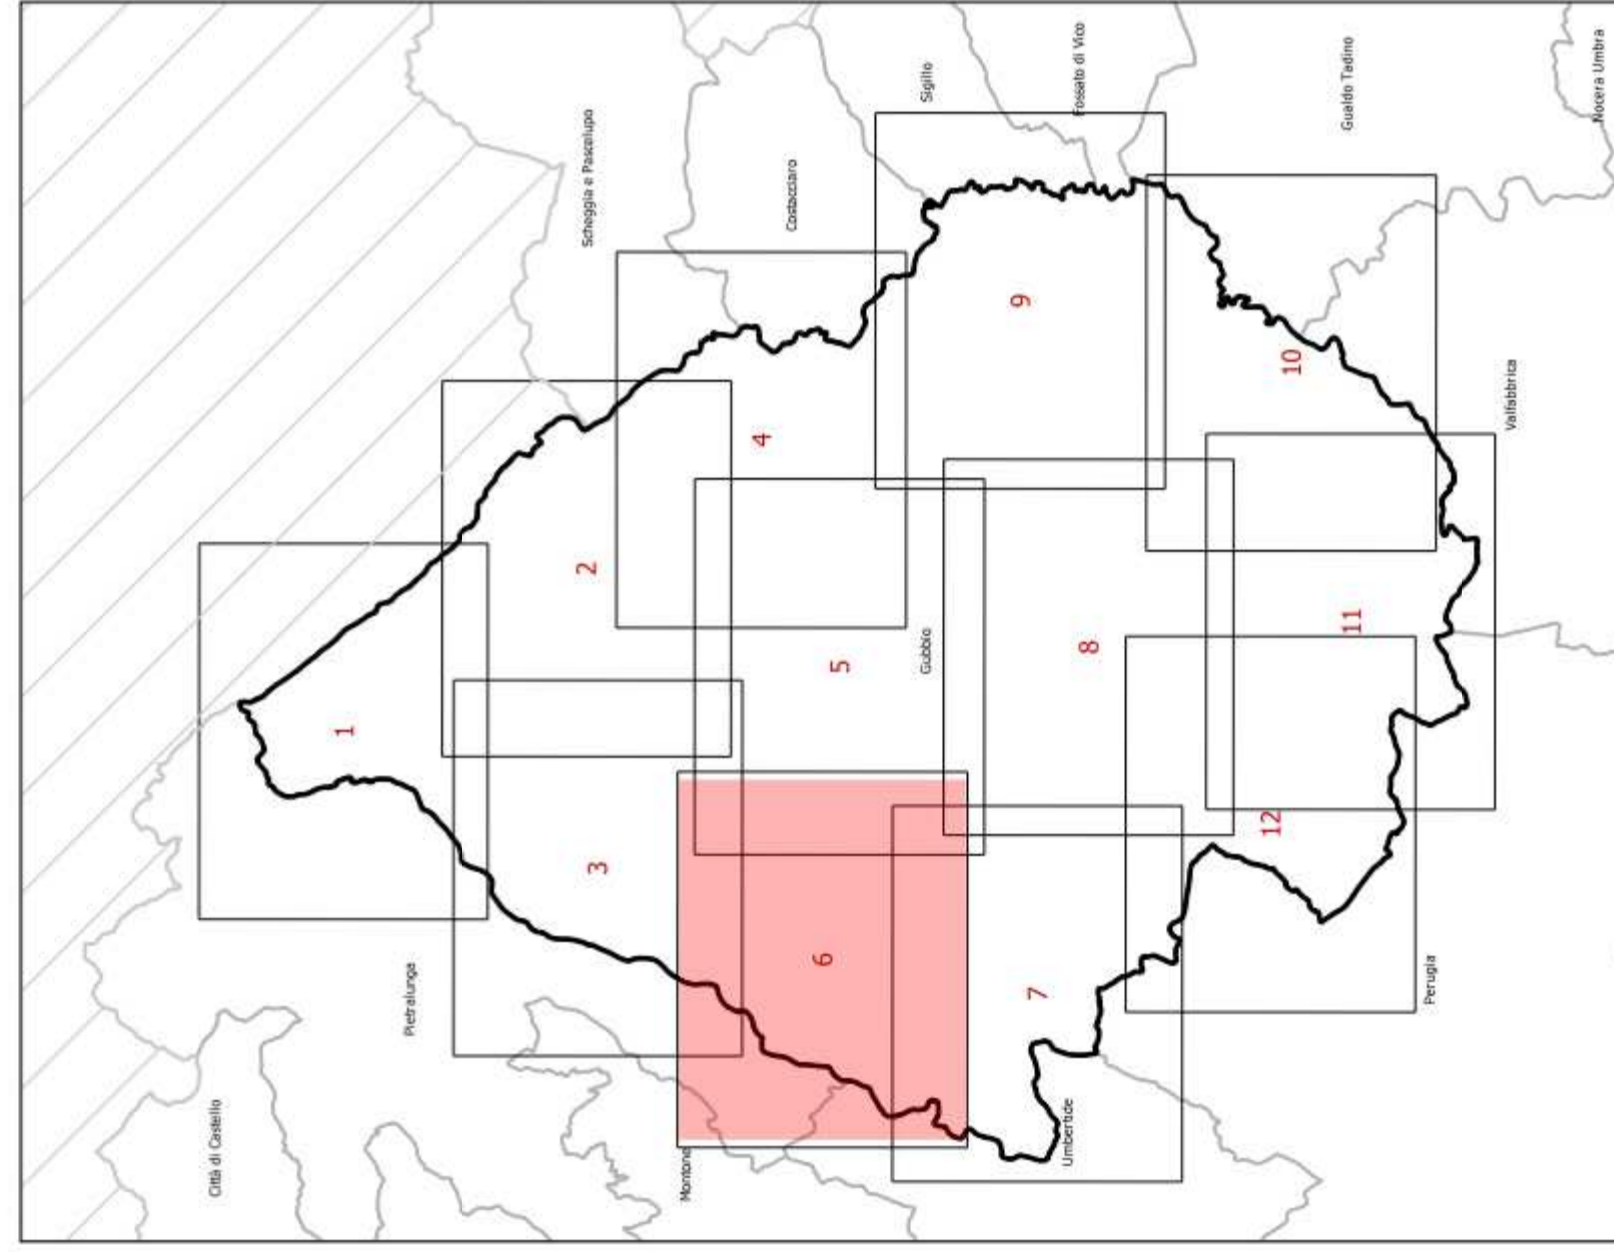 Città di Castello
Pietralunga
Montone
Umbertide
Perugia
Gubbio
Scheggia e Pascelupo
Costacciaro
Sigillo
Fossato di Vico
Gualdo Tadino
Nocera Umbra
Valfabbrica
1
2
3
4
5
6
7
8
9
10
11
12